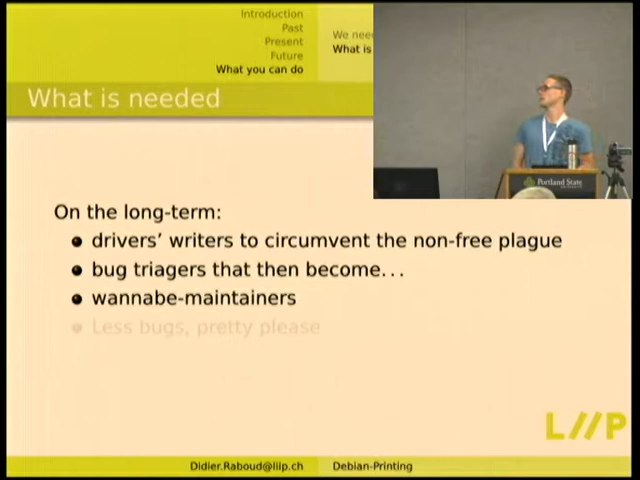 Introduction
Past
Present
Future
What you can do
We need
What is
What is needed
Portland State
On the long-term:
drivers' writers to circumvent the non-free plague
bug triagers that then become...
wannabe-maintainers
Less bugs, pretty please
LIIP
Didier.Raboud@liip.ch
Debian-Printing